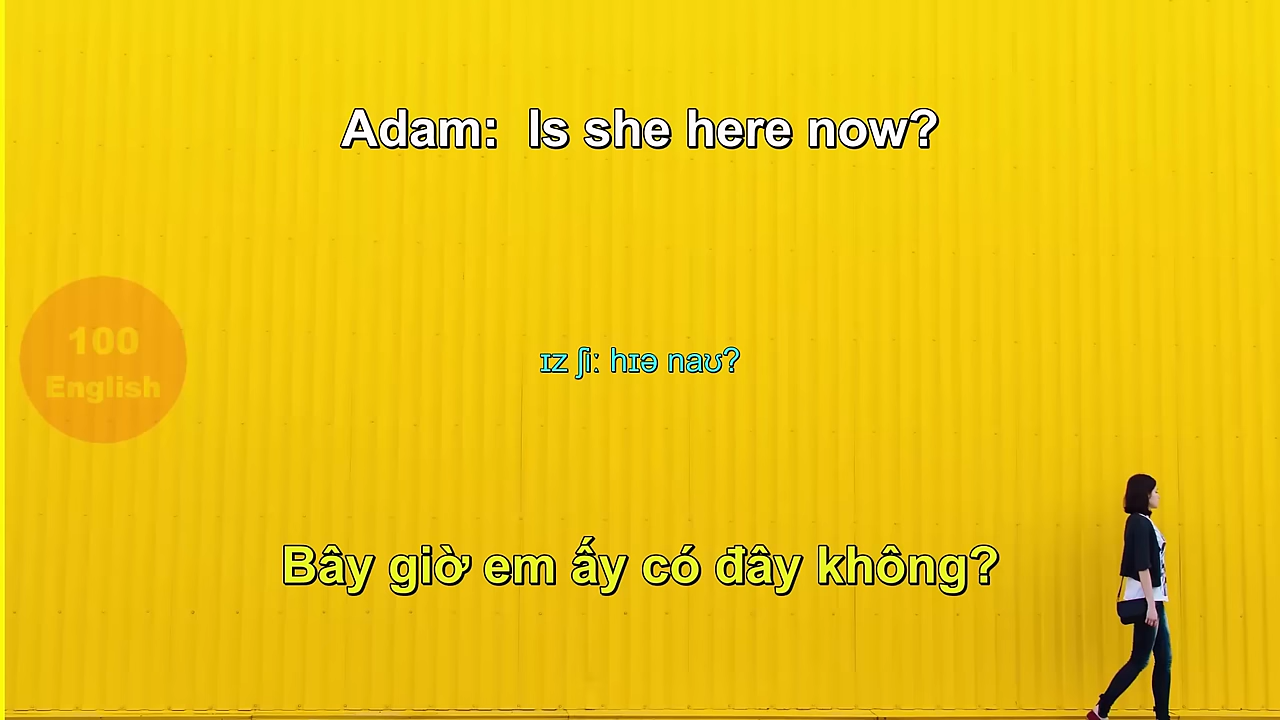 Adam:  Is she here now?
100
English
ɪz ʃiː hɪə naʊ?
Bây giờ em ấy có đây không?